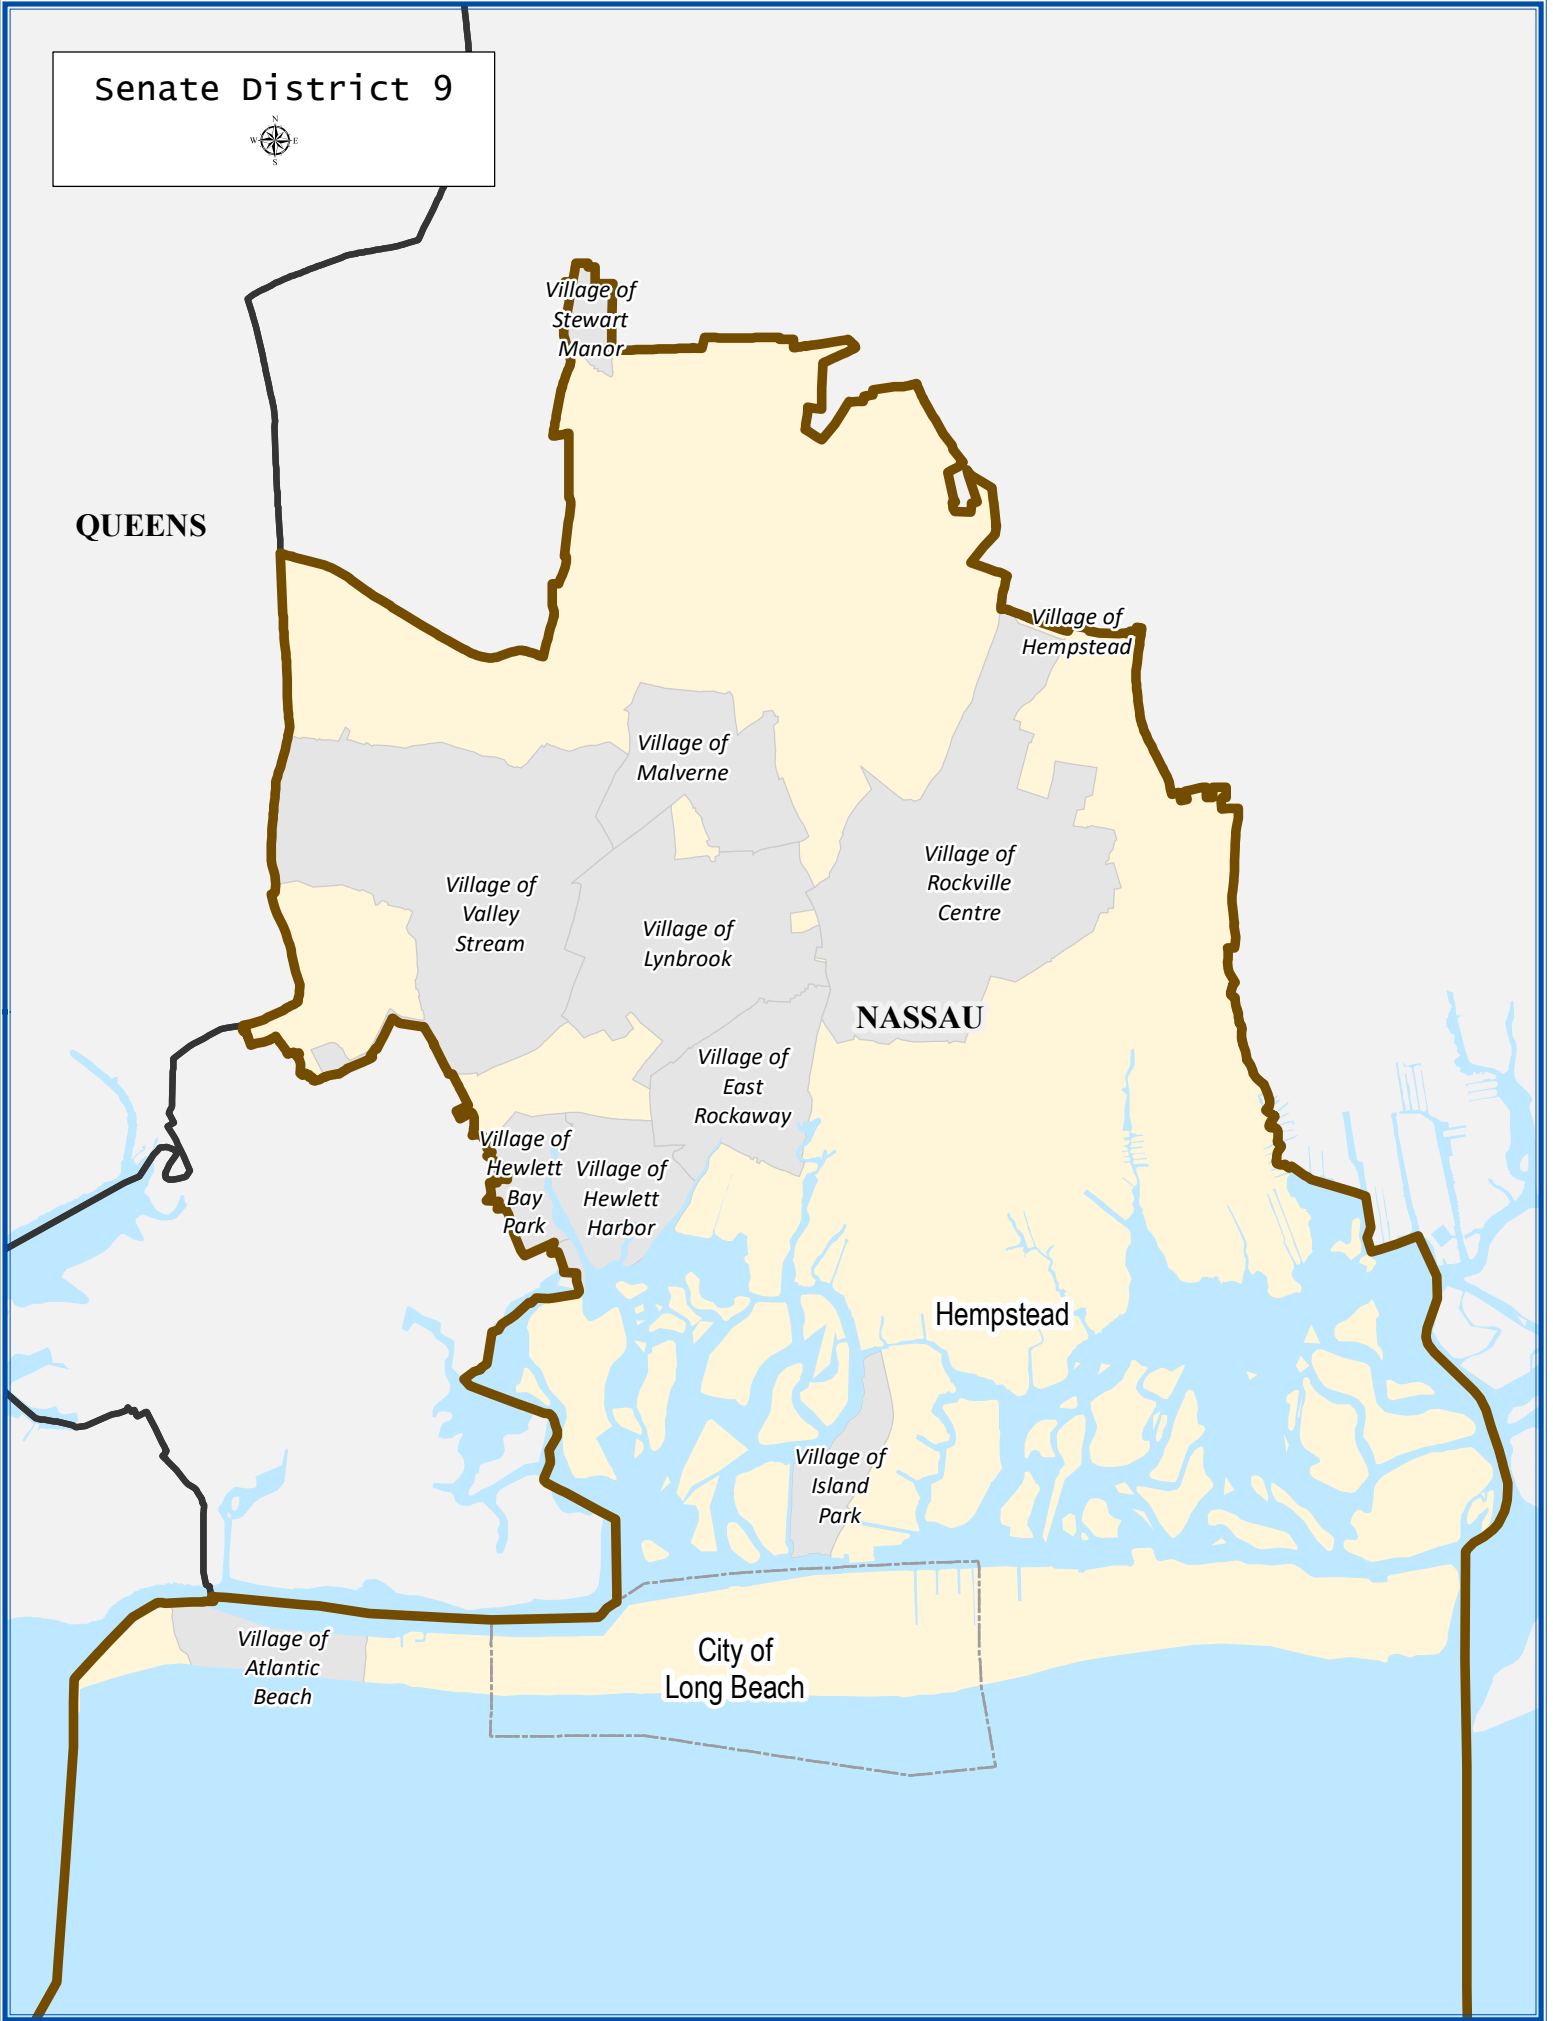 Senate District 9
N
W E
S
Village of
Stewart
Manor
QUEENS
Village of
Hempstead
Village of
Malverne
Village of
Rockville
Centre
Village of
Valley
Stream
Village of
Lynbrook
NASSAU
Village of
East
Rockaway
Village of
Hewlett
Bay
Park
Village of
Hewlett
Harbor
Hempstead
Village of
Island
Park
Village of
Atlantic
Beach
City of
Long Beach